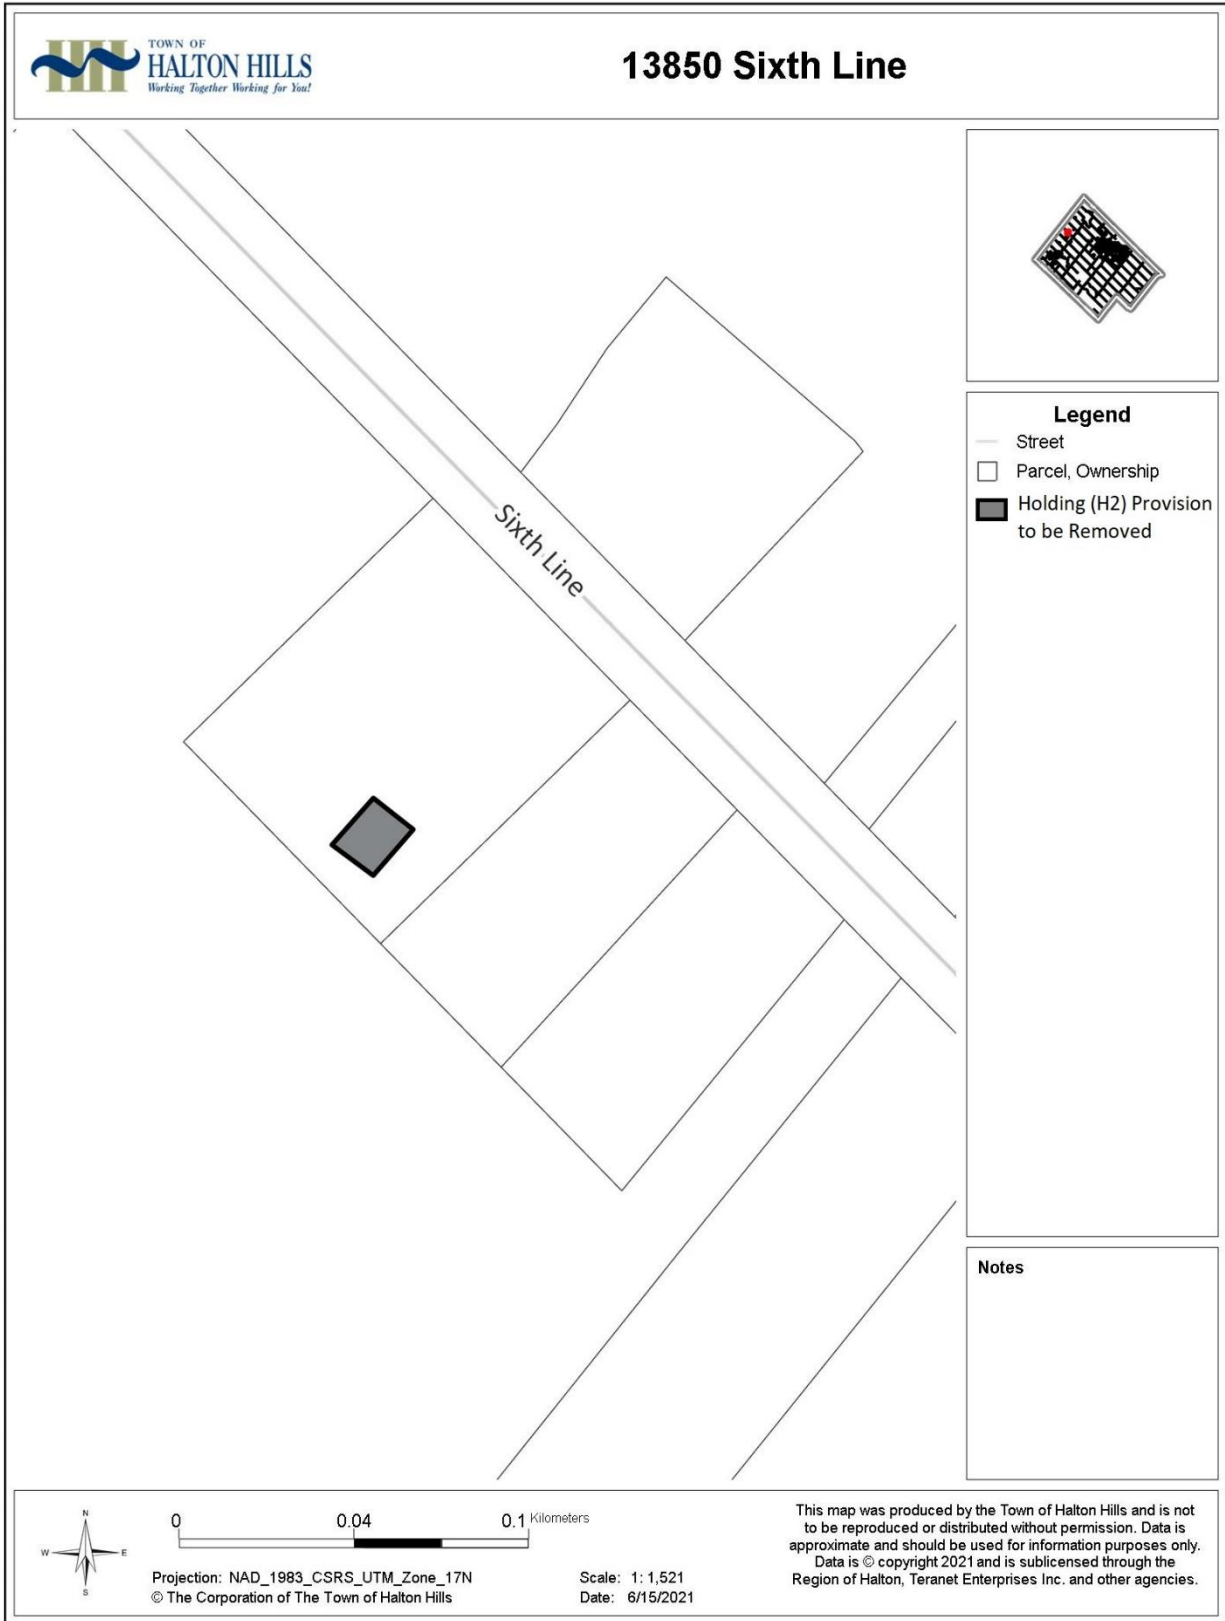 TOWN OF
HALTON HILLS
Working Together Working for You!
13850 Sixth Line
Sixth Line
Legend
Street
Parcel, Ownership
Holding (H2) Provision
to be Removed
Notes
N
W E
S
0 0.04 0.1 Kilometers
Projection: NAD_1983_CSRS_UTM_Zone_17N
© The Corporation of The Town of Halton Hills
Scale: 1: 1,521
Date: 6/15/2021
This map was produced by the Town of Halton Hills and is not
to be reproduced or distributed without permission. Data is
approximate and should be used for information purposes only.
Data is © copyright 2021 and is sublicensed through the
Region of Halton, Teranet Enterprises Inc. and other agencies.